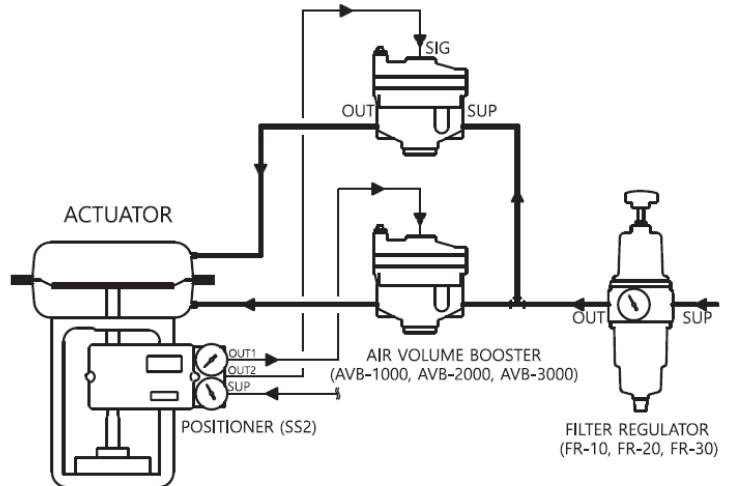 SIG
OUT
SUP
ACTUATOR
OUT
SUP
OUT1
OUT2
SUP
AIR VOLUME BOOSTER
(AVB-1000, AVB-2000, AVB-3000)
POSITIONER (SS2)
FILTER REGULATOR
(FR-10, FR-20, FR-30)